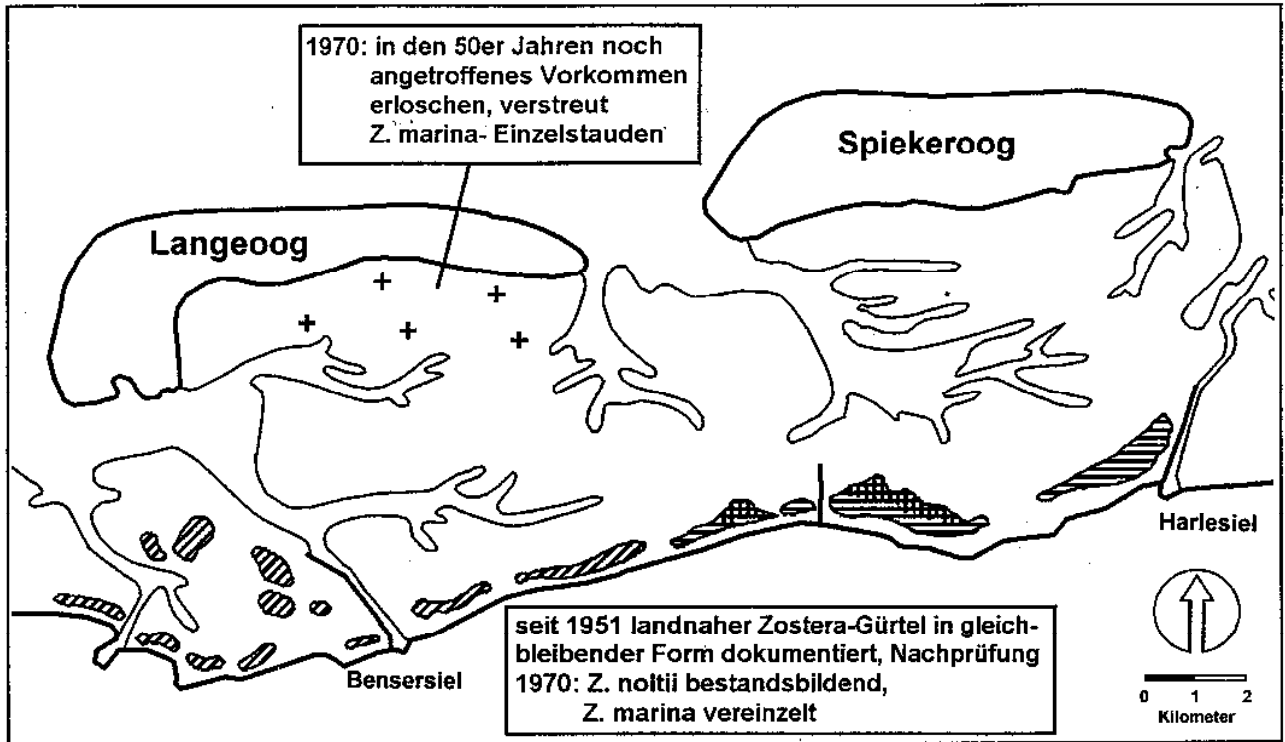 1970: in den 50er Jahren noch
angetroffenes Vorkommen
erloschen, verstreut
Z. marina- Einzelstauden
Spiekeroog
Langeoog
Harlesiel
Bensersiel
seit 1951 landnaher Zostera-Gürtel in gleich-
bleibender Form dokumentiert, Nachprüfung
1970: Z. noltii bestandsbildend,
Z. marina vereinzelt
0 1 2
Kilometer